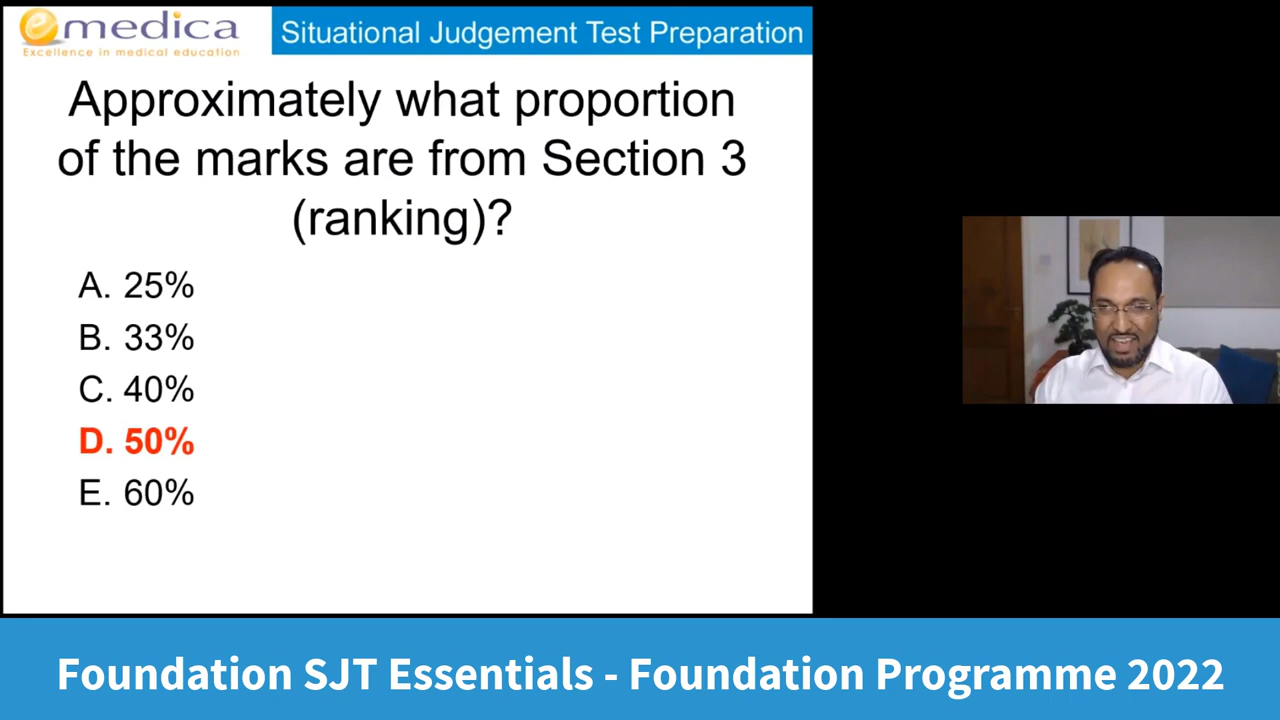 emedica
Excellence in medical education
Situational Judgement Test Preparation
Approximately what proportion
of the marks are from Section 3
(ranking)?
A. 25%
B. 33%
C. 40%
D. 50%
E. 60%
Foundation SJT Essentials - Foundation Programme 2022